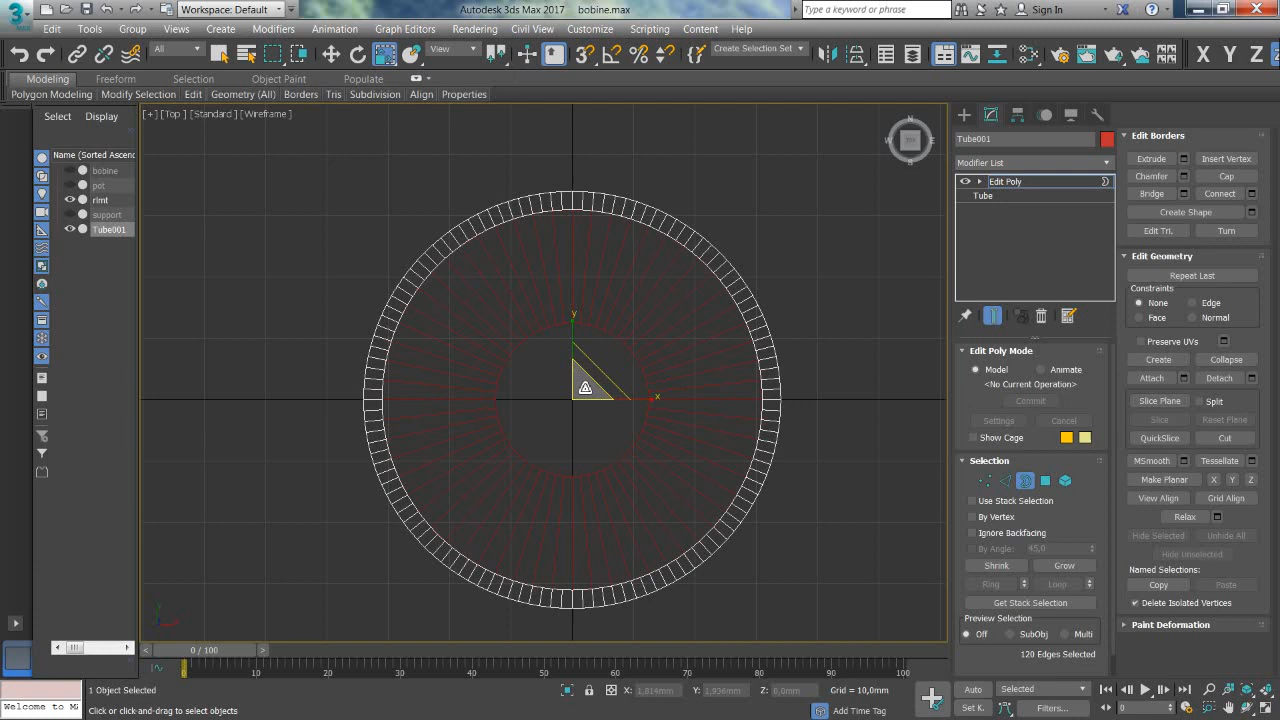 3 Workspace: Default Autodesk 3ds Max 2017 bobine.max Type a keyword or phrase Sign In
MAX
Edit Tools Group Views Create Modifiers Animation Graph Editors Rendering Civil View Customize Scripting Content Help
All View Create Selection Set X Y Z
Modeling Freeform Selection Object Paint Populate
Polygon Modeling Modify Selection Edit Geometry (All) Borders Tris Subdivision Align Properties
Select Display
[+] [Top] [Standard] [Wireframe]
Name (Sorted Ascen
bobine
pot
rlmt
support
Tube001
N
W TOP E
S
y
x
Tube001
Modifier List
Edit Poly
Tube
Edit Poly Mode
Model Animate
<No Current Operation>
Commit
Settings Cancel
Show Cage
Selection
Use Stack Selection
By Vertex
Ignore Backfacing
By Angle: 45,0
Shrink Grow
Ring Loop
Get Stack Selection
Preview Selection
Off SubObj Multi
120 Edges Selected
Edit Borders
Extrude Insert Vertex
Chamfer Cap
Bridge Connect
Create Shape
Edit Tri. Turn
Edit Geometry
Repeat Last
Constraints
None Edge
Face Normal
Preserve UVs
Create Collapse
Attach Detach
Slice Plane Split
Slice Reset Plane
QuickSlice Cut
MSmooth Tessellate
Make Planar X Y Z
View Align Grid Align
Relax
Hide Selected Unhide All
Hide Unselected
Named Selections:
Copy Paste
Delete Isolated Vertices
Paint Deformation
0 / 100
0 10 20 30 40 50 60 70 80 90 100
1 Object Selected X: 1,814mm Y: 1,936mm Z: 0,0mm Grid = 10,0mm Auto Selected
Welcome to M
Click or click-and-drag to select objects Add Time Tag Set K. Filters... 0